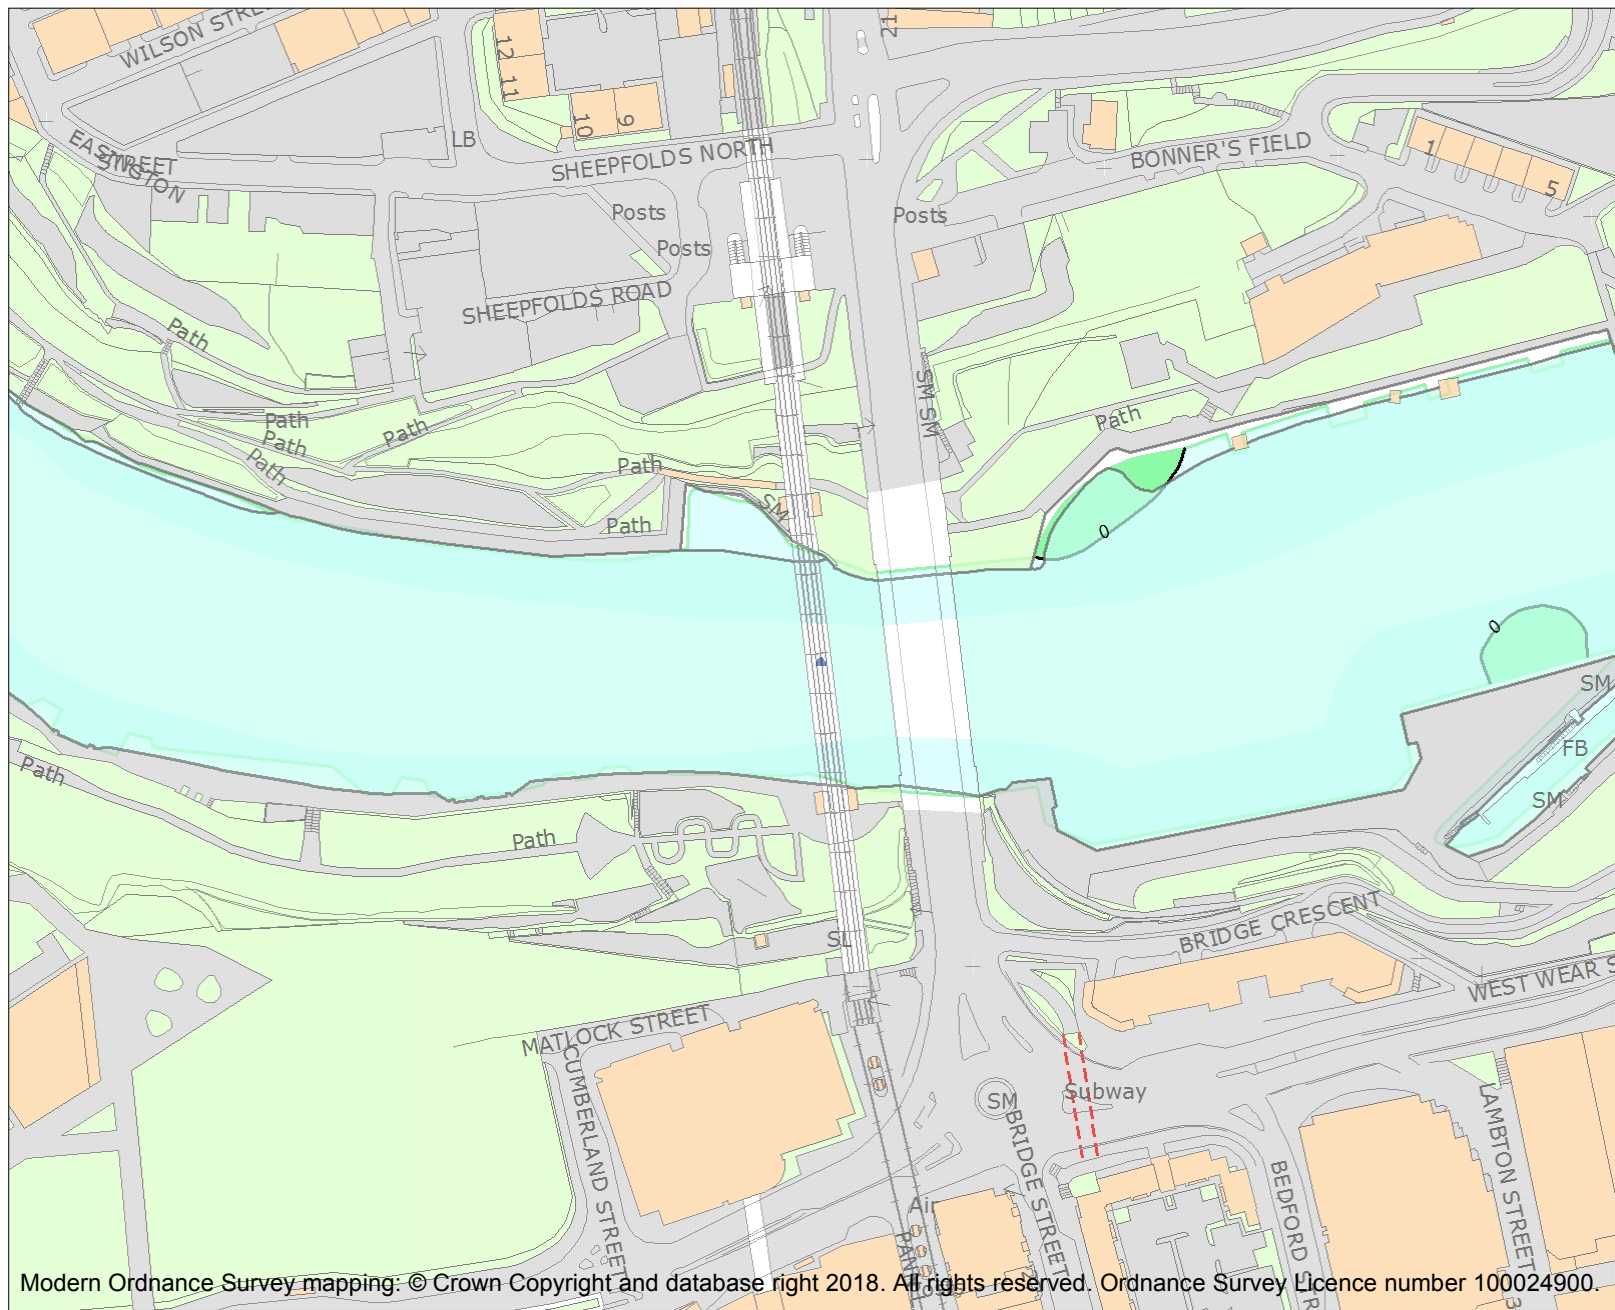 WILSON STRE
12
11
10
9
21
LB
EASINGTON
STREET
SHEEPFOLDS NORTH
BONNER'S FIELD
1
5
Posts
Posts
Posts
SHEEPFOLDS ROAD
Path
SM SM
Path
Path
Path
Path
Path
Path
Path
SM
0
0
SM
FB
SM
Path
Path
SL
BRIDGE CRESCENT
WEST WEAR S
MATLOCK STREET
CUMBERLAND STREET
SM
Subway
BRIDGE STREET
LAMBTON STREET
BEDFORD STR
Air
Modern Ordnance Survey mapping: © Crown Copyright and database right 2018. All rights reserved. Ordnance Survey Licence number 100024900.